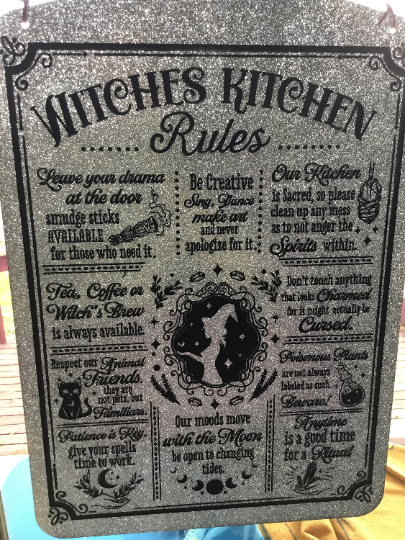 WITCHES KITCHEN
Rules
Leave your drama
at the door
smudge sticks
AVAILABLE
for those who need it.
Be Creative
Sing, Dance
make art
and never
apologize for it.
Our Kitchen
is Sacred, so please
clean up any mess
as to not anger the
Spirits within.
Tea, Coffee or
Witch's Brew
is always available.
Don't touch anything
that looks Charmed
for it might actually be
Cursed.
Respect our Animal
Friends,
they are
not pets, but
Familiars.
Poisonous Plants
are not always
labeled as such.
Beware!
Patience is Key,
give your spells
time to work.
Our moods move
with the Moon
be open to changing
tides.
Anytime
is a good time
for a Ritual